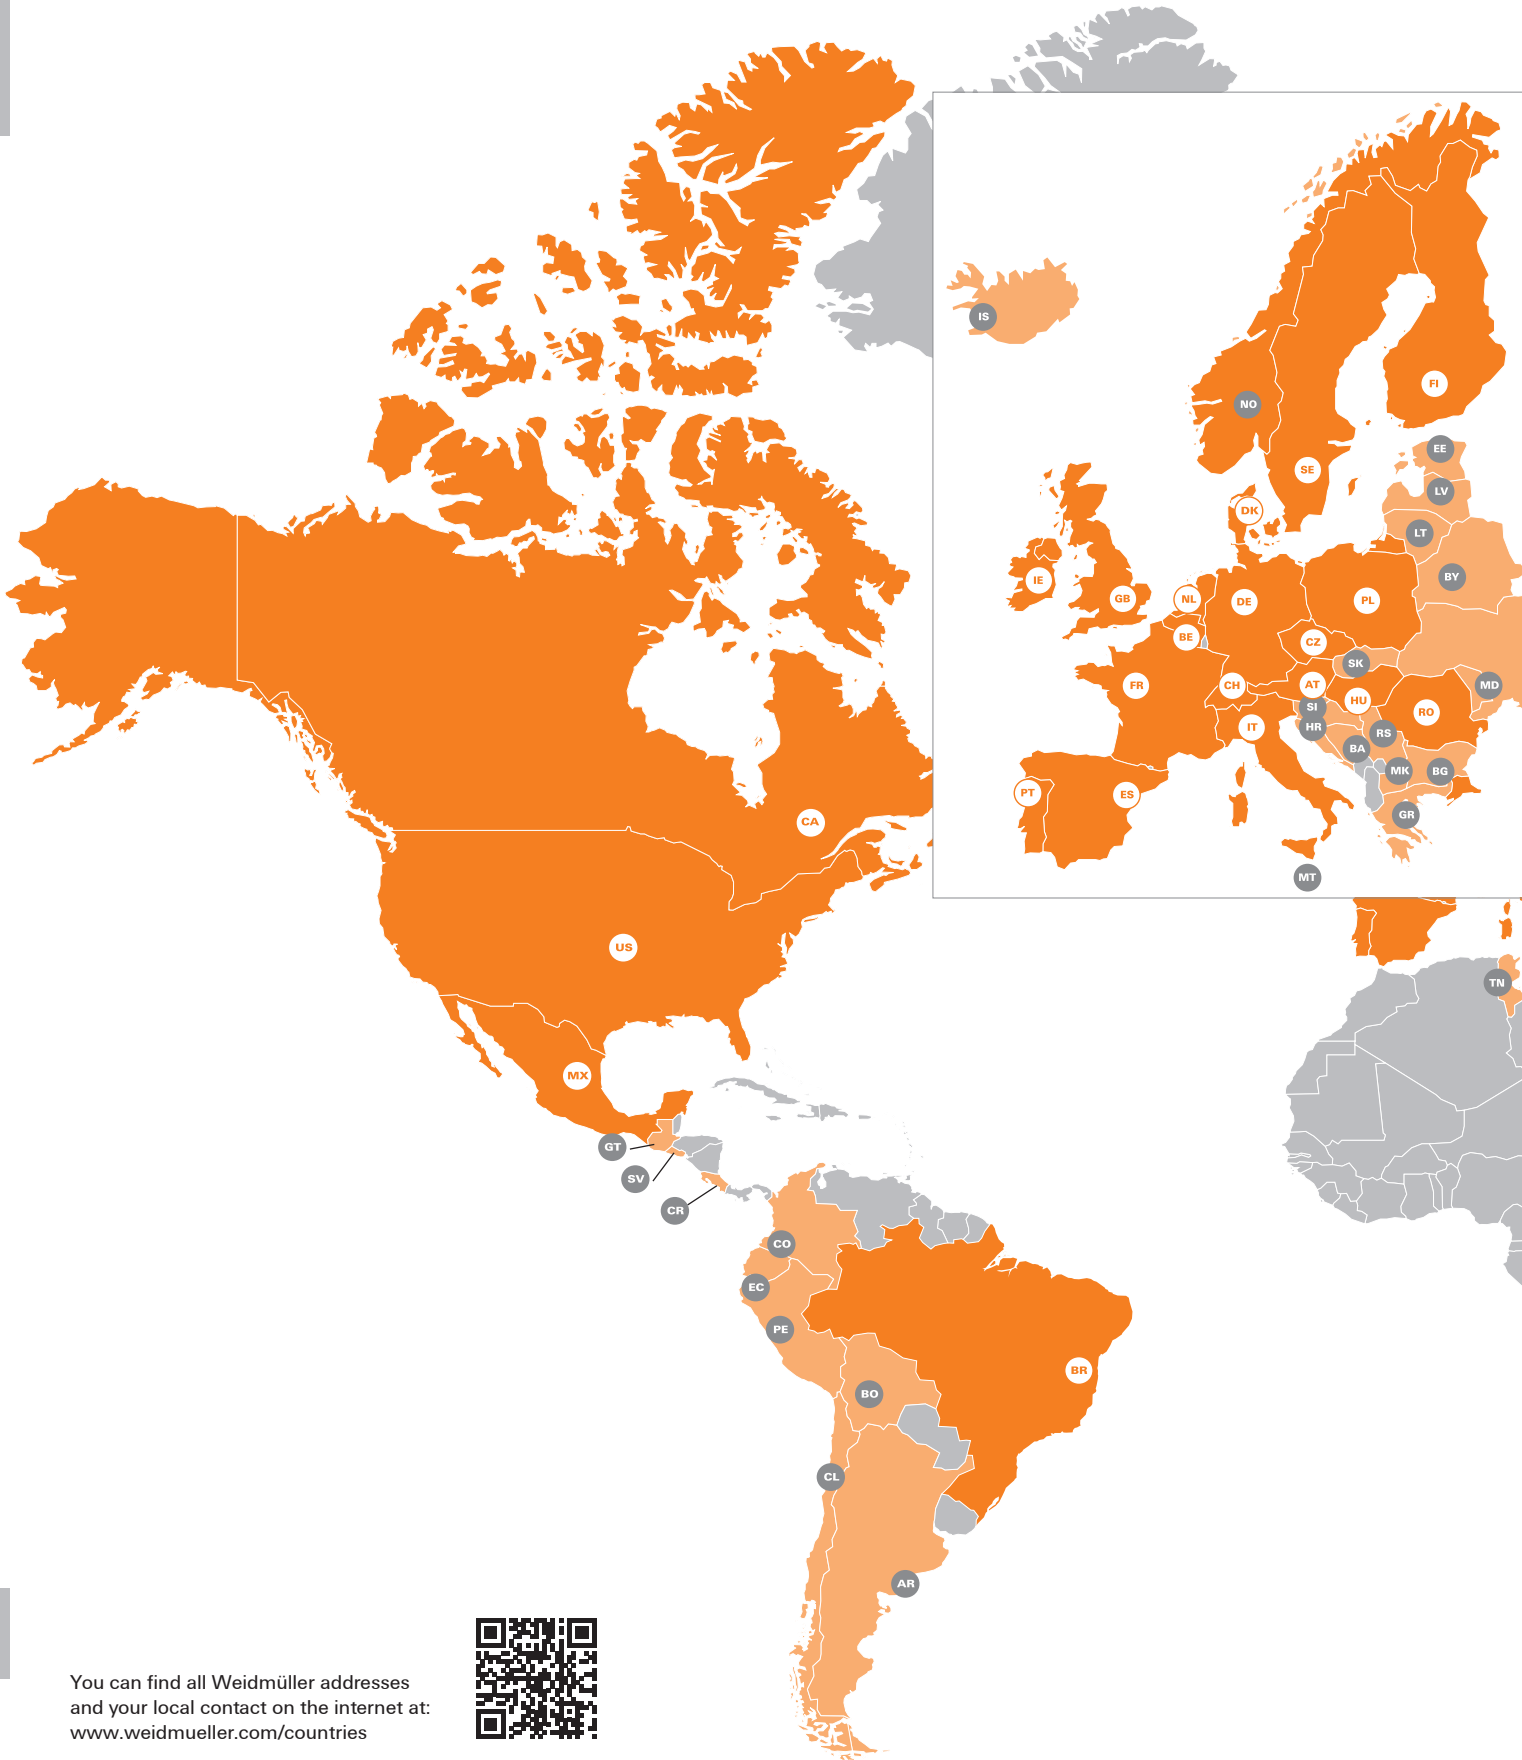 IS
FI
NO
EE
SE
LV
DK
LT
BY
IE
GB
NL
DE
PL
BE
CZ
SK
FR
CH
AT
MD
HU
SI
RO
IT
HR
RS
BA
MK
BG
PT
ES
GR
MT
CA
US
TN
MX
GT
SV
CR
CO
EC
PE
BR
BO
CL
AR
You can find all Weidmüller addresses
and your local contact on the internet at:
www.weidmueller.com/countries